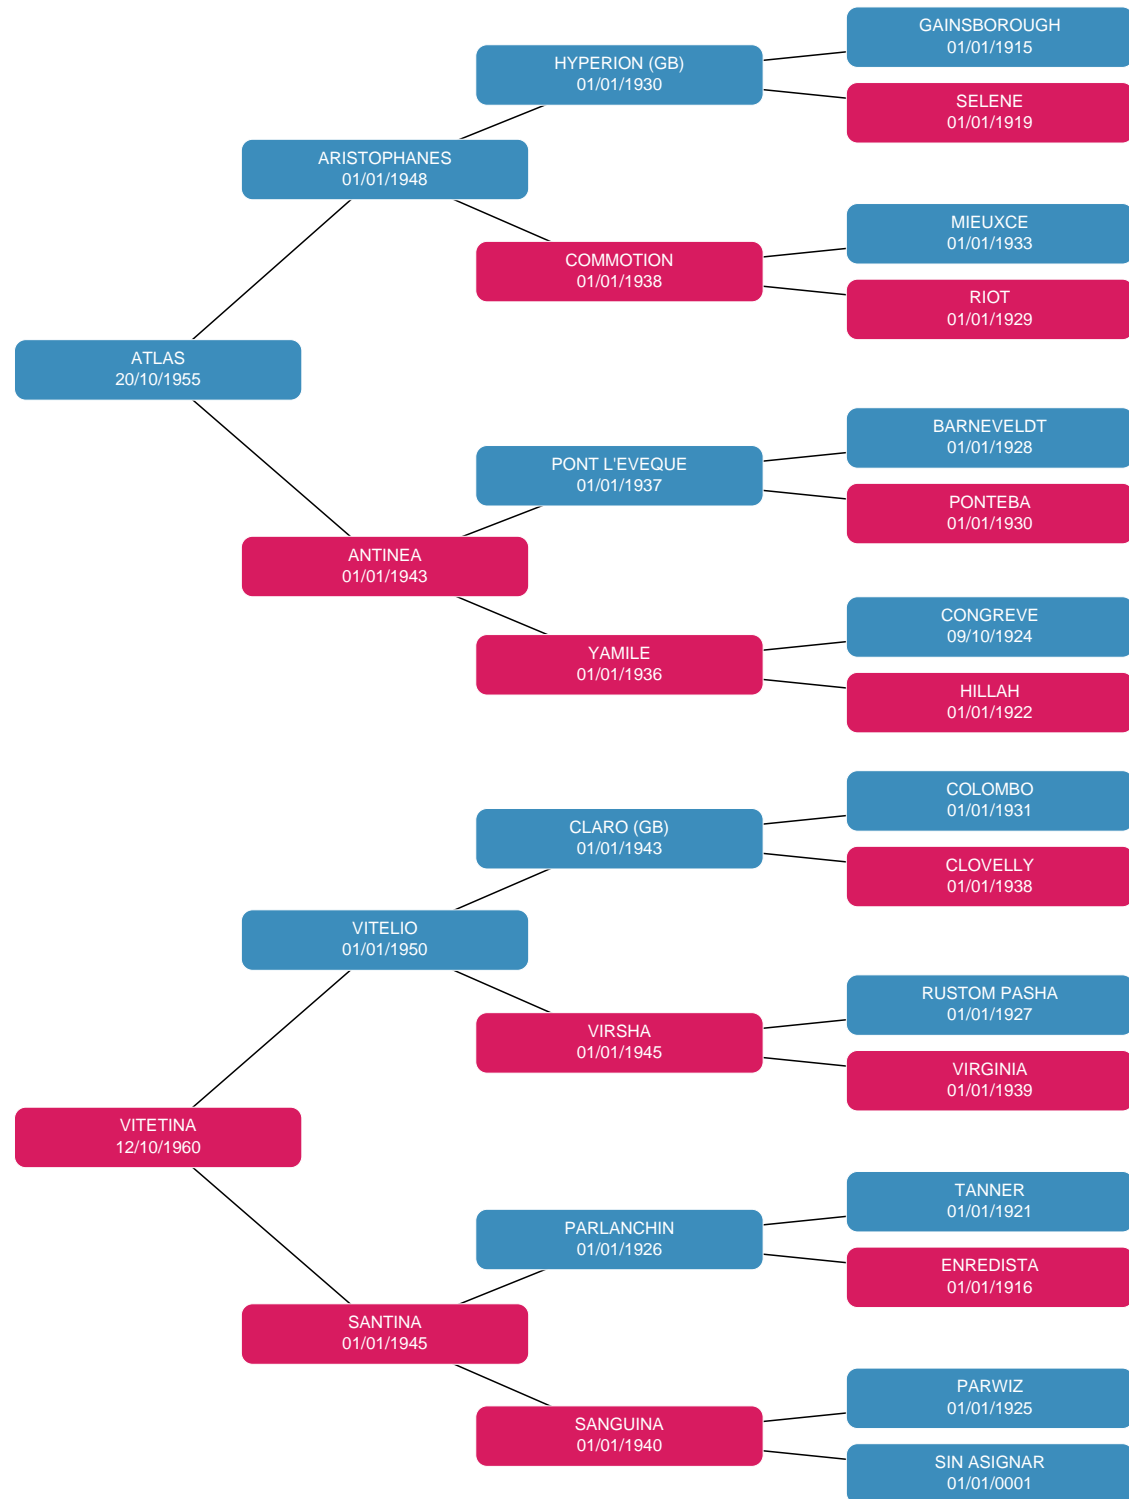 GAINSBOROUGH
01/01/1915
HYPERION (GB)
01/01/1930
SELENE
01/01/1919
ARISTOPHANES
01/01/1948
MIEUXCE
01/01/1933
COMMOTION
01/01/1938
RIOT
01/01/1929
ATLAS
20/10/1955
BARNEVELDT
01/01/1928
PONT L'EVEQUE
01/01/1937
PONTEBA
01/01/1930
ANTINEA
01/01/1943
CONGREVE
09/10/1924
YAMILE
01/01/1936
HILLAH
01/01/1922
COLOMBO
01/01/1931
CLARO (GB)
01/01/1943
CLOVELLY
01/01/1938
VITELIO
01/01/1950
RUSTOM PASHA
01/01/1927
VIRSHA
01/01/1945
VIRGINIA
01/01/1939
VITETINA
12/10/1960
TANNER
01/01/1921
PARLANCHIN
01/01/1926
ENREDISTA
01/01/1916
SANTINA
01/01/1945
PARWIZ
01/01/1925
SANGUINA
01/01/1940
SIN ASIGNAR
01/01/0001